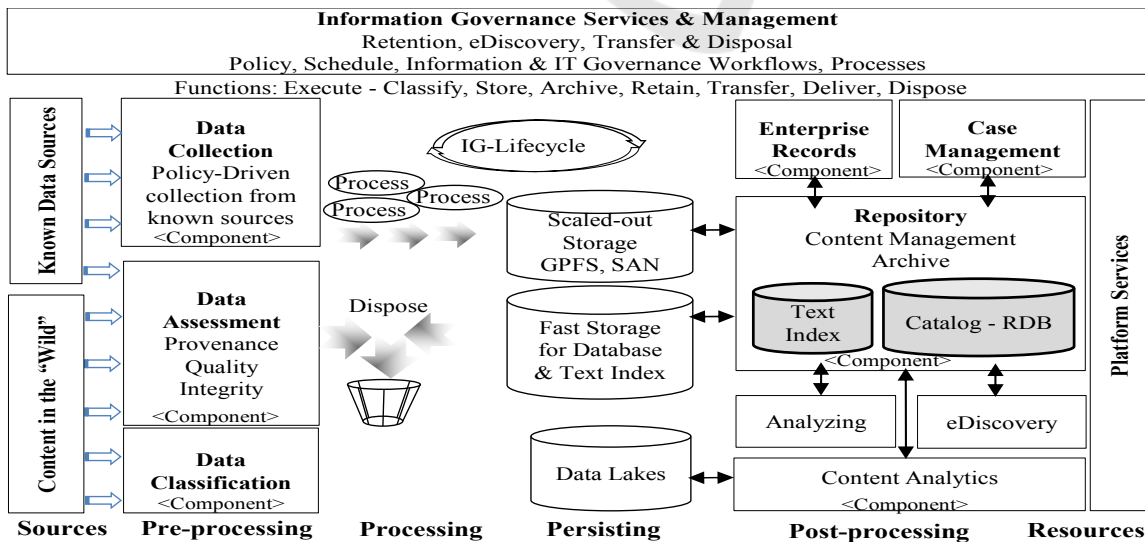 Information Governance Services & Management
Retention, eDiscovery, Transfer & Disposal
Policy, Schedule, Information & IT Governance Workflows, Processes
Functions: Execute - Classify, Store, Archive, Retain, Transfer, Deliver, Dispose
Known Data Sources
Content in the “Wild”
Data
Collection
Policy-Driven
collection from
known sources
<Component>
Data
Assessment
Provenance
Quality
Integrity
<Component>
Data
Classification
<Component>
IG-Lifecycle
Process
Process
Process
Dispose
Scaled-out
Storage
GPFS, SAN
Fast Storage
for Database
& Text Index
Data Lakes
Enterprise
Records
<Component>
Case
Management
<Component>
Repository
Content Management
Archive
Text
Index
Catalog - RDB
<Component>
Analyzing
eDiscovery
Content Analytics
<Component>
Platform Services
Sources
Pre-processing
Processing
Persisting
Post-processing
Resources